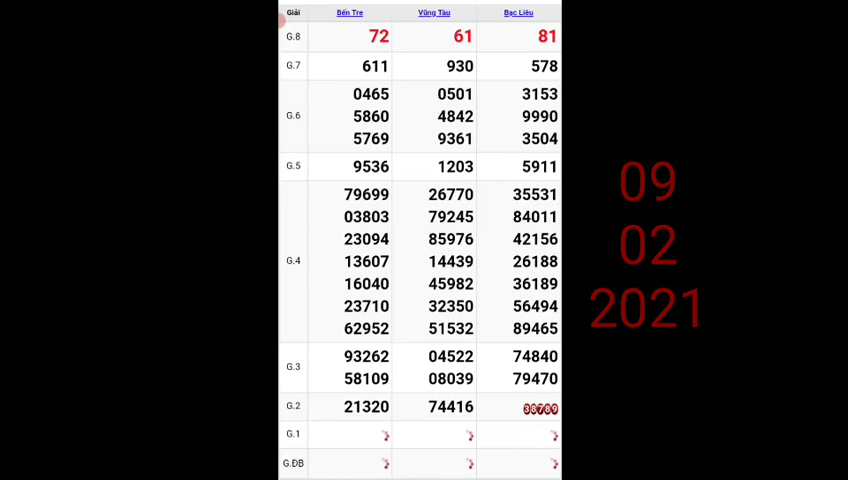 Giải Bến Tre Vũng Tàu Bạc Liêu
G.8 72 61 81
G.7 611 930 578
0465 0501 3153
G.6 5860 4842 9990
5769 9361 3504
G.5 9536 1203 5911
79699 26770 35531
03803 79245 84011
23094 85976 42156
G.4 13607 14439 26188
16040 45982 36189
23710 32350 56494
62952 51532 89465
93262 04522 74840
G.3
58109 08039 79470
G.2 21320 74416 38789
G.1
G.ĐB
09
02
2021